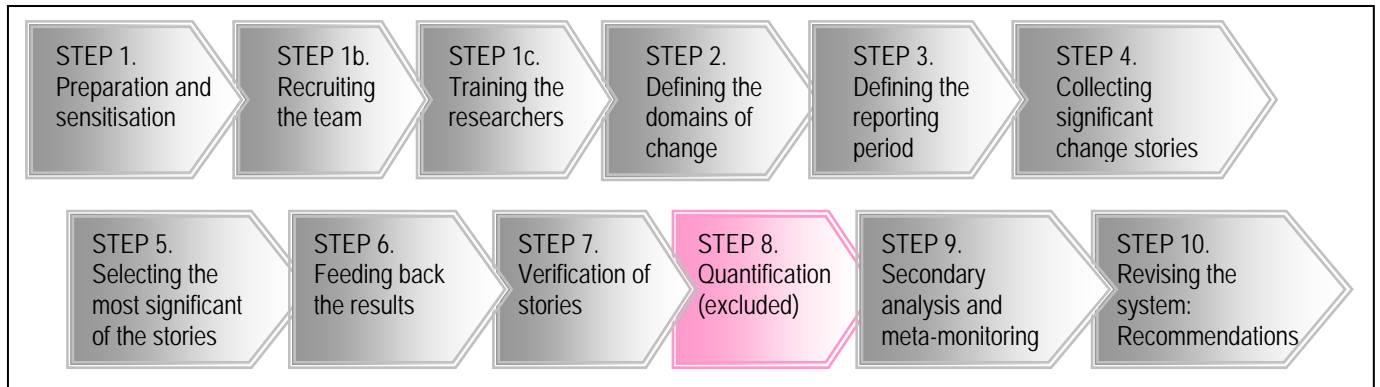 STEP 1.
Preparation and
sensitisation
STEP 1b.
Recruiting
the team
STEP 1c.
Training the
researchers
STEP 2.
Defining the
domains of
change
STEP 3.
Defining the
reporting
period
STEP 4.
Collecting
significant
change stories
STEP 5.
Selecting the
most significant
of the stories
STEP 6.
Feeding back
the results
STEP 7.
Verification of
stories
STEP 8.
Quantification
(excluded)
STEP 9.
Secondary
analysis and
meta-monitoring
STEP 10.
Revising the
system:
Recommendations